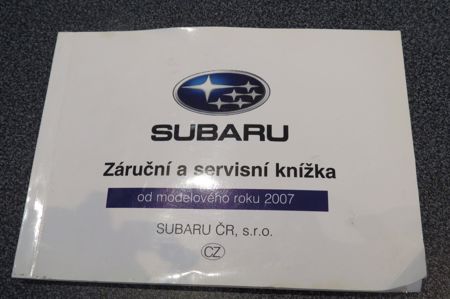 SUBARU
Záruční a servisní knížka
od modelového roku 2007
SUBARU ČR, s.r.o.
CZ